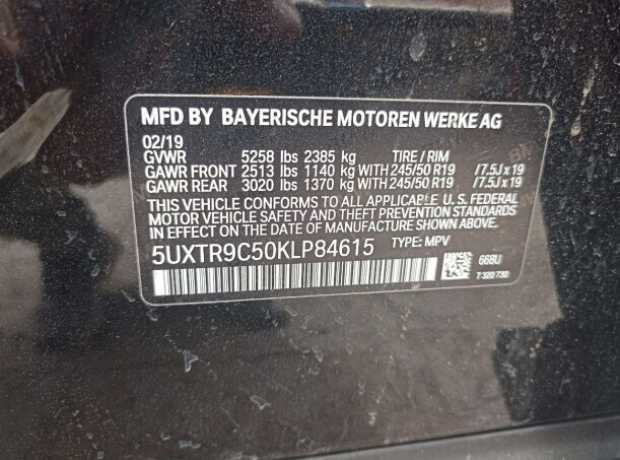 MFD BY BAYERISCHE MOTOREN WERKE AG
02/19
GVWR 5258 lbs 2385 kg TIRE / RIM
GAWR FRONT 2513 lbs 1140 kg WITH 245/50 R19 /7.5J x 19
GAWR REAR 3020 lbs 1370 kg WITH 245/50 R19 /7.5J x 19
THIS VEHICLE CONFORMS TO ALL APPLICABLE U.S. FEDERAL
MOTOR VEHICLE SAFETY AND THEFT PREVENTION STANDARDS
IN EFFECT ON THE DATE OF MANUFACTURE SHOWN ABOVE.
5UXTR9C50KLP84615 TYPE: MPV
668U
7 320 730